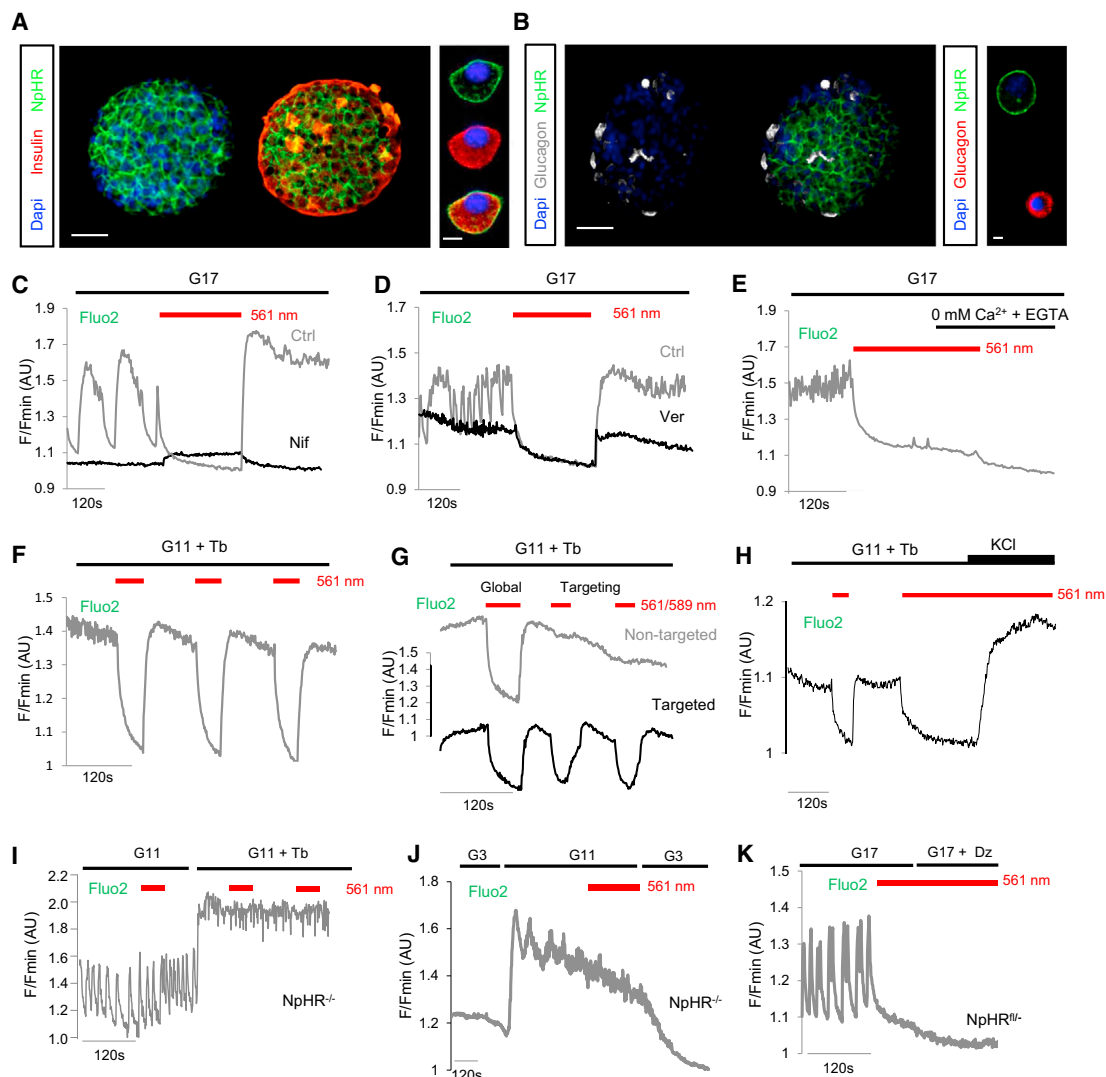 A
Dapi Insulin NpHR
B
Dapi Glucagon NpHR
Dapi Glucagon NpHR
C
G17
Fluo2
561 nm
Ctrl
Nif
F/Fmin (AU)
1.9
1.7
1.5
1.3
1.1
0.9
120s
D
G17
Fluo2
561 nm
Ctrl
Ver
F/Fmin (AU)
1.7
1.5
1.3
1.1
0.9
120s
E
G17
0 mM Ca²⁺ + EGTA
Fluo2
561 nm
F/Fmin (AU)
1.9
1.7
1.5
1.3
1.1
0.9
120s
F
G11 + Tb
561 nm
Fluo2
F/Fmin (AU)
1.5
1.4
1.3
1.2
1.1
1
120s
G
G11 + Tb
Global Targeting
Fluo2
561/589 nm
Non-targeted
Targeted
F/Fmin (AU)
1.5
1.4
1.3
1.2
1.1
1
120s
H
G11 + Tb
KCl
561 nm
Fluo2
F/Fmin (AU)
1.2
1.1
1
120s
I
G11
G11 + Tb
Fluo2
561 nm
F/Fmin (AU)
2.2
2.0
1.8
1.6
1.4
1.2
1.0
NpHR-/-
120s
J
G3
G11
G3
Fluo2
561 nm
F/Fmin (AU)
1.8
1.6
1.4
1.2
1
NpHR-/-
120s
K
G17
G17 + Dz
Fluo2
561 nm
F/Fmin (AU)
1.5
1.4
1.3
1.2
1.1
1
NpHRfl/-
120s